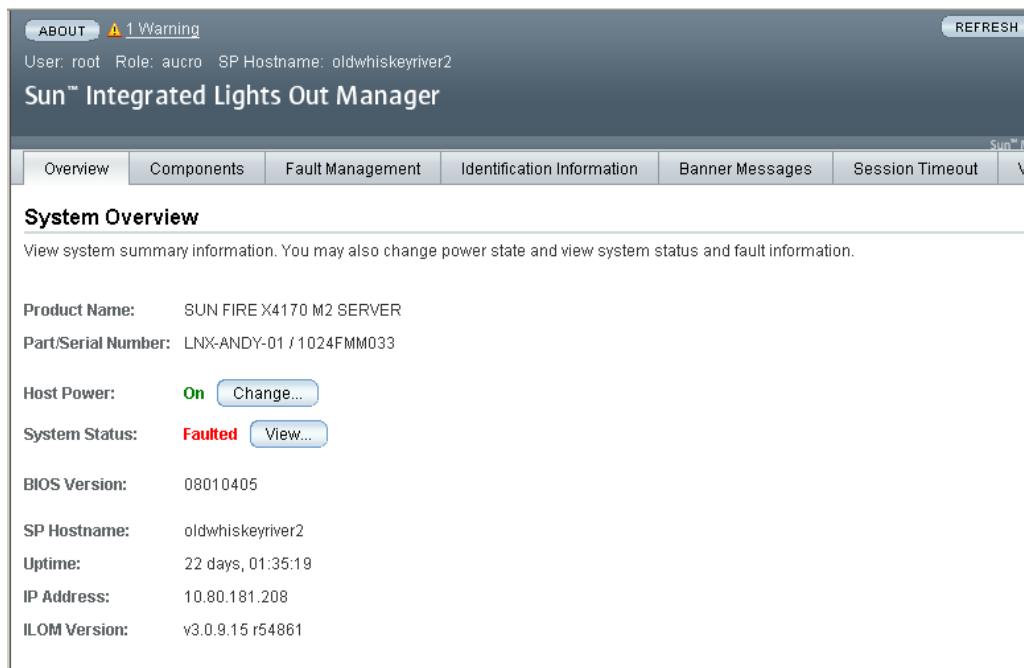 ABOUT 1 Warning REFRESH
User: root Role: aucro SP Hostname: oldwhiskeyriver2
Sun™ Integrated Lights Out Manager
Sun™
Overview Components Fault Management Identification Information Banner Messages Session Timeout
System Overview
View system summary information. You may also change power state and view system status and fault information.
Product Name: SUN FIRE X4170 M2 SERVER
Part/Serial Number: LNX-ANDY-01 / 1024FMM033
Host Power: On Change...
System Status: Faulted View...
BIOS Version: 08010405
SP Hostname: oldwhiskeyriver2
Uptime: 22 days, 01:35:19
IP Address: 10.80.181.208
ILOM Version: v3.0.9.15 r54861